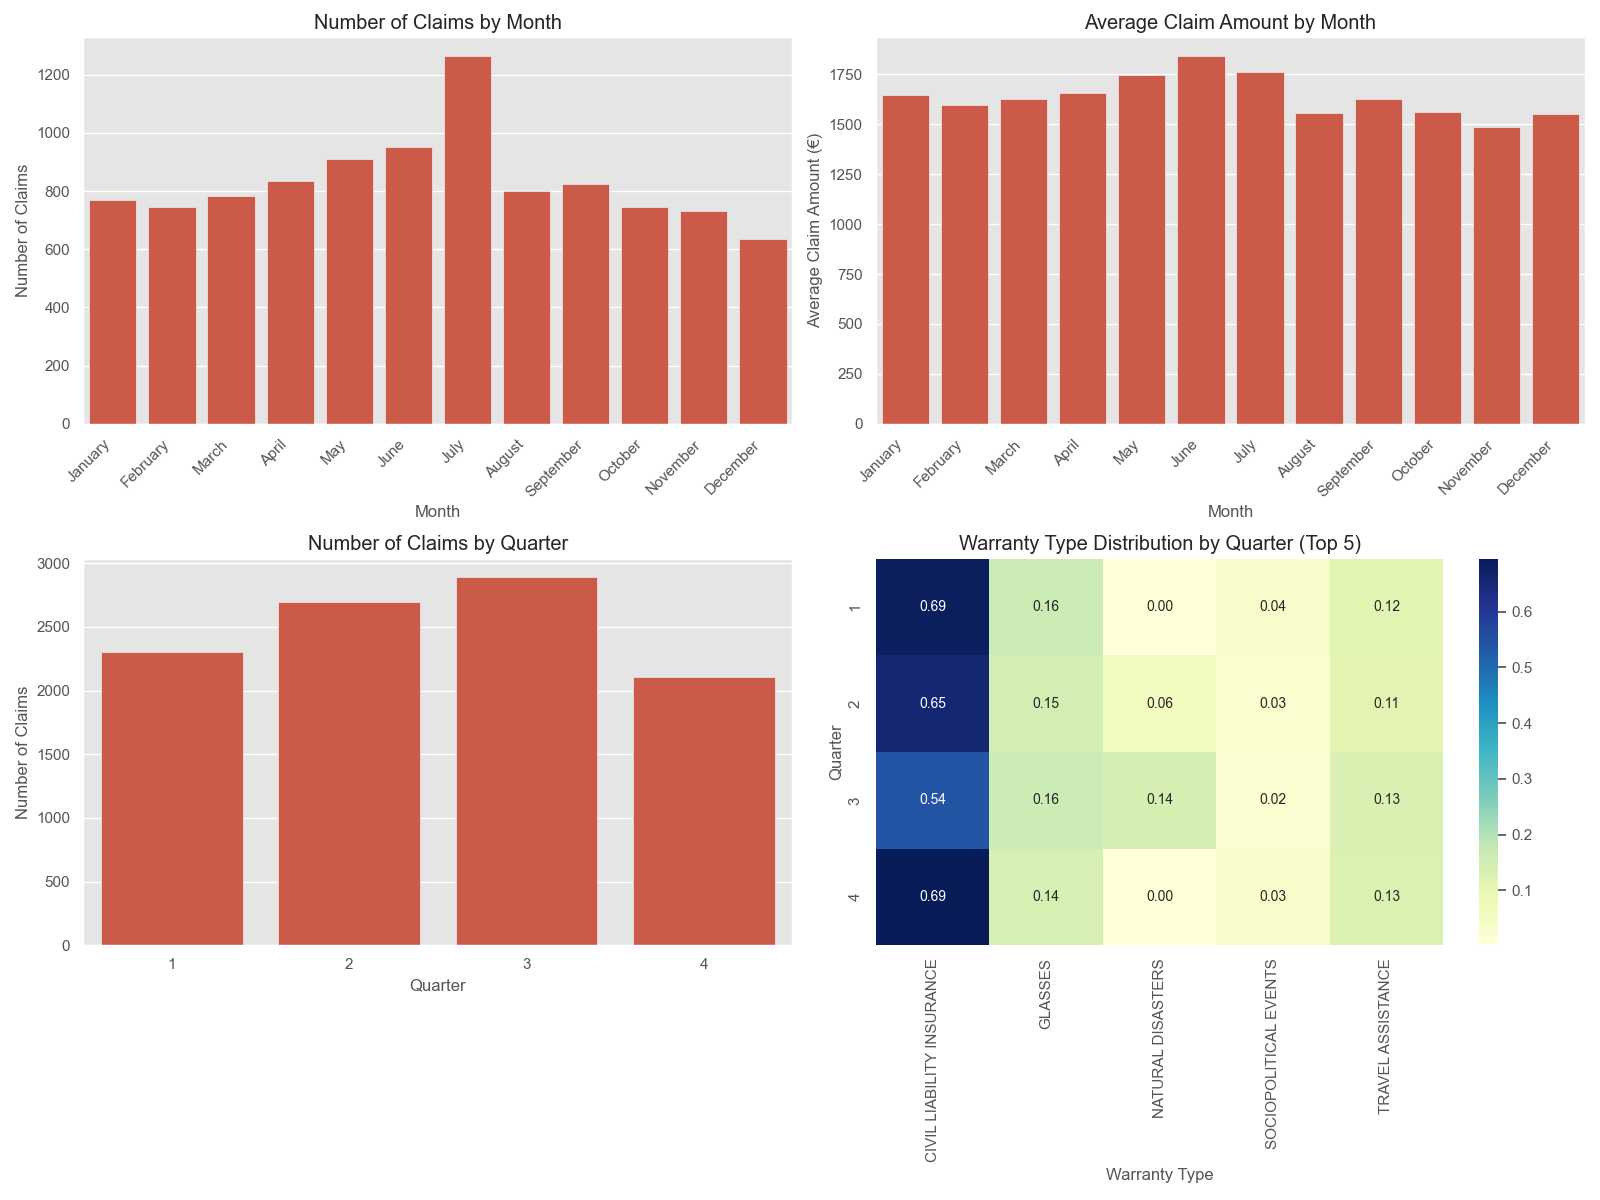 Number of Claims by Month
Number of Claims
1200
1000
800
600
400
200
0
January
February
March
April
May
June
July
August
September
October
November
December
Month
Average Claim Amount by Month
Average Claim Amount (€)
1750
1500
1250
1000
750
500
250
0
January
February
March
April
May
June
July
August
September
October
November
December
Month
Number of Claims by Quarter
Number of Claims
3000
2500
2000
1500
1000
500
0
1
2
3
4
Quarter
Warranty Type Distribution by Quarter (Top 5)
Quarter
1
0.69 0.16 0.00 0.04 0.12
2
0.65 0.15 0.06 0.03 0.11
3
0.54 0.16 0.14 0.02 0.13
4
0.69 0.14 0.00 0.03 0.13
CIVIL LIABILITY INSURANCE
GLASSES
NATURAL DISASTERS
SOCIOPOLITICAL EVENTS
TRAVEL ASSISTANCE
Warranty Type
0.6
0.5
0.4
0.3
0.2
0.1